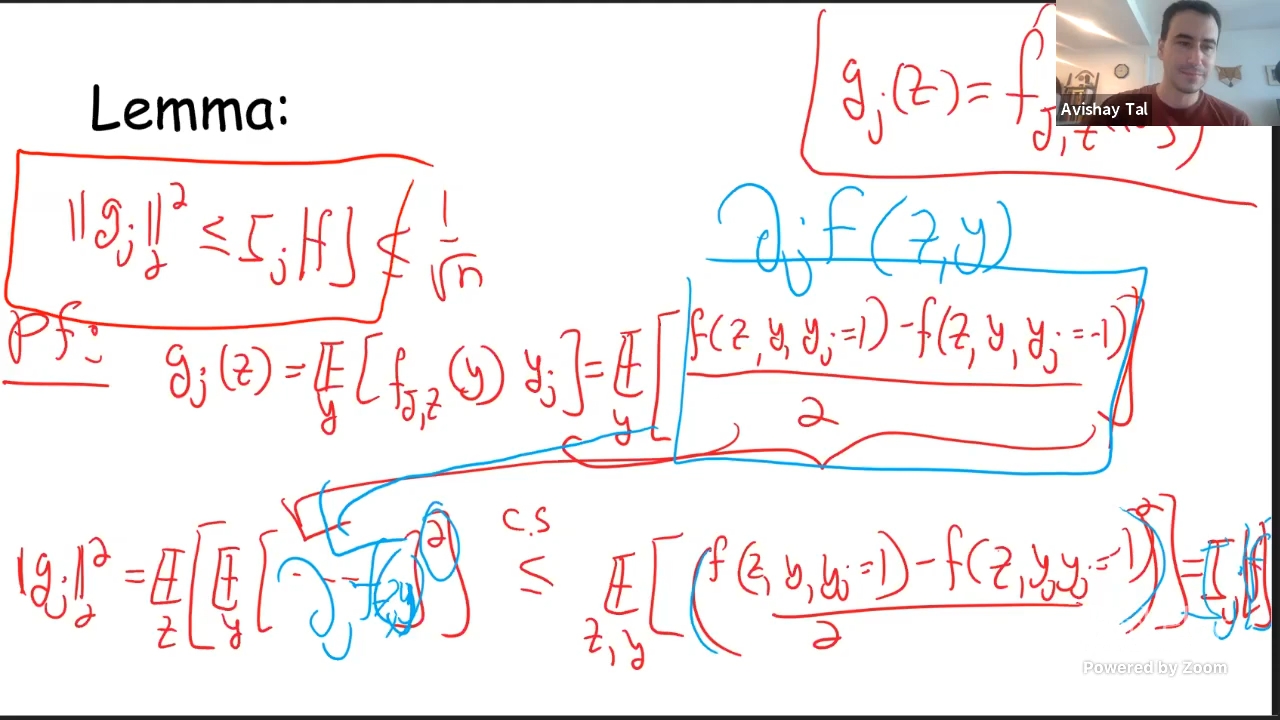 g_j(z) = f
Avishay Tal
Lemma:
||g_j||_2^2 ≤ I_j[f] ≤ 1/√n
∂_j f(z,y)
Pf:
g_j(z) = E_y[f_{J,z}(y) y_j] = E_y[(f(z, y, y_j=1) - f(z, y, y_j=-1))/2]
||g_j||_2^2 = E_z[E_y[∂_j f(z,y)]^2] ≤ E_{z,y}[((f(z, y, y_j=1) - f(z, y, y_j=-1))/2)^2] = I_j[f]
C.S
Powered by Zoom